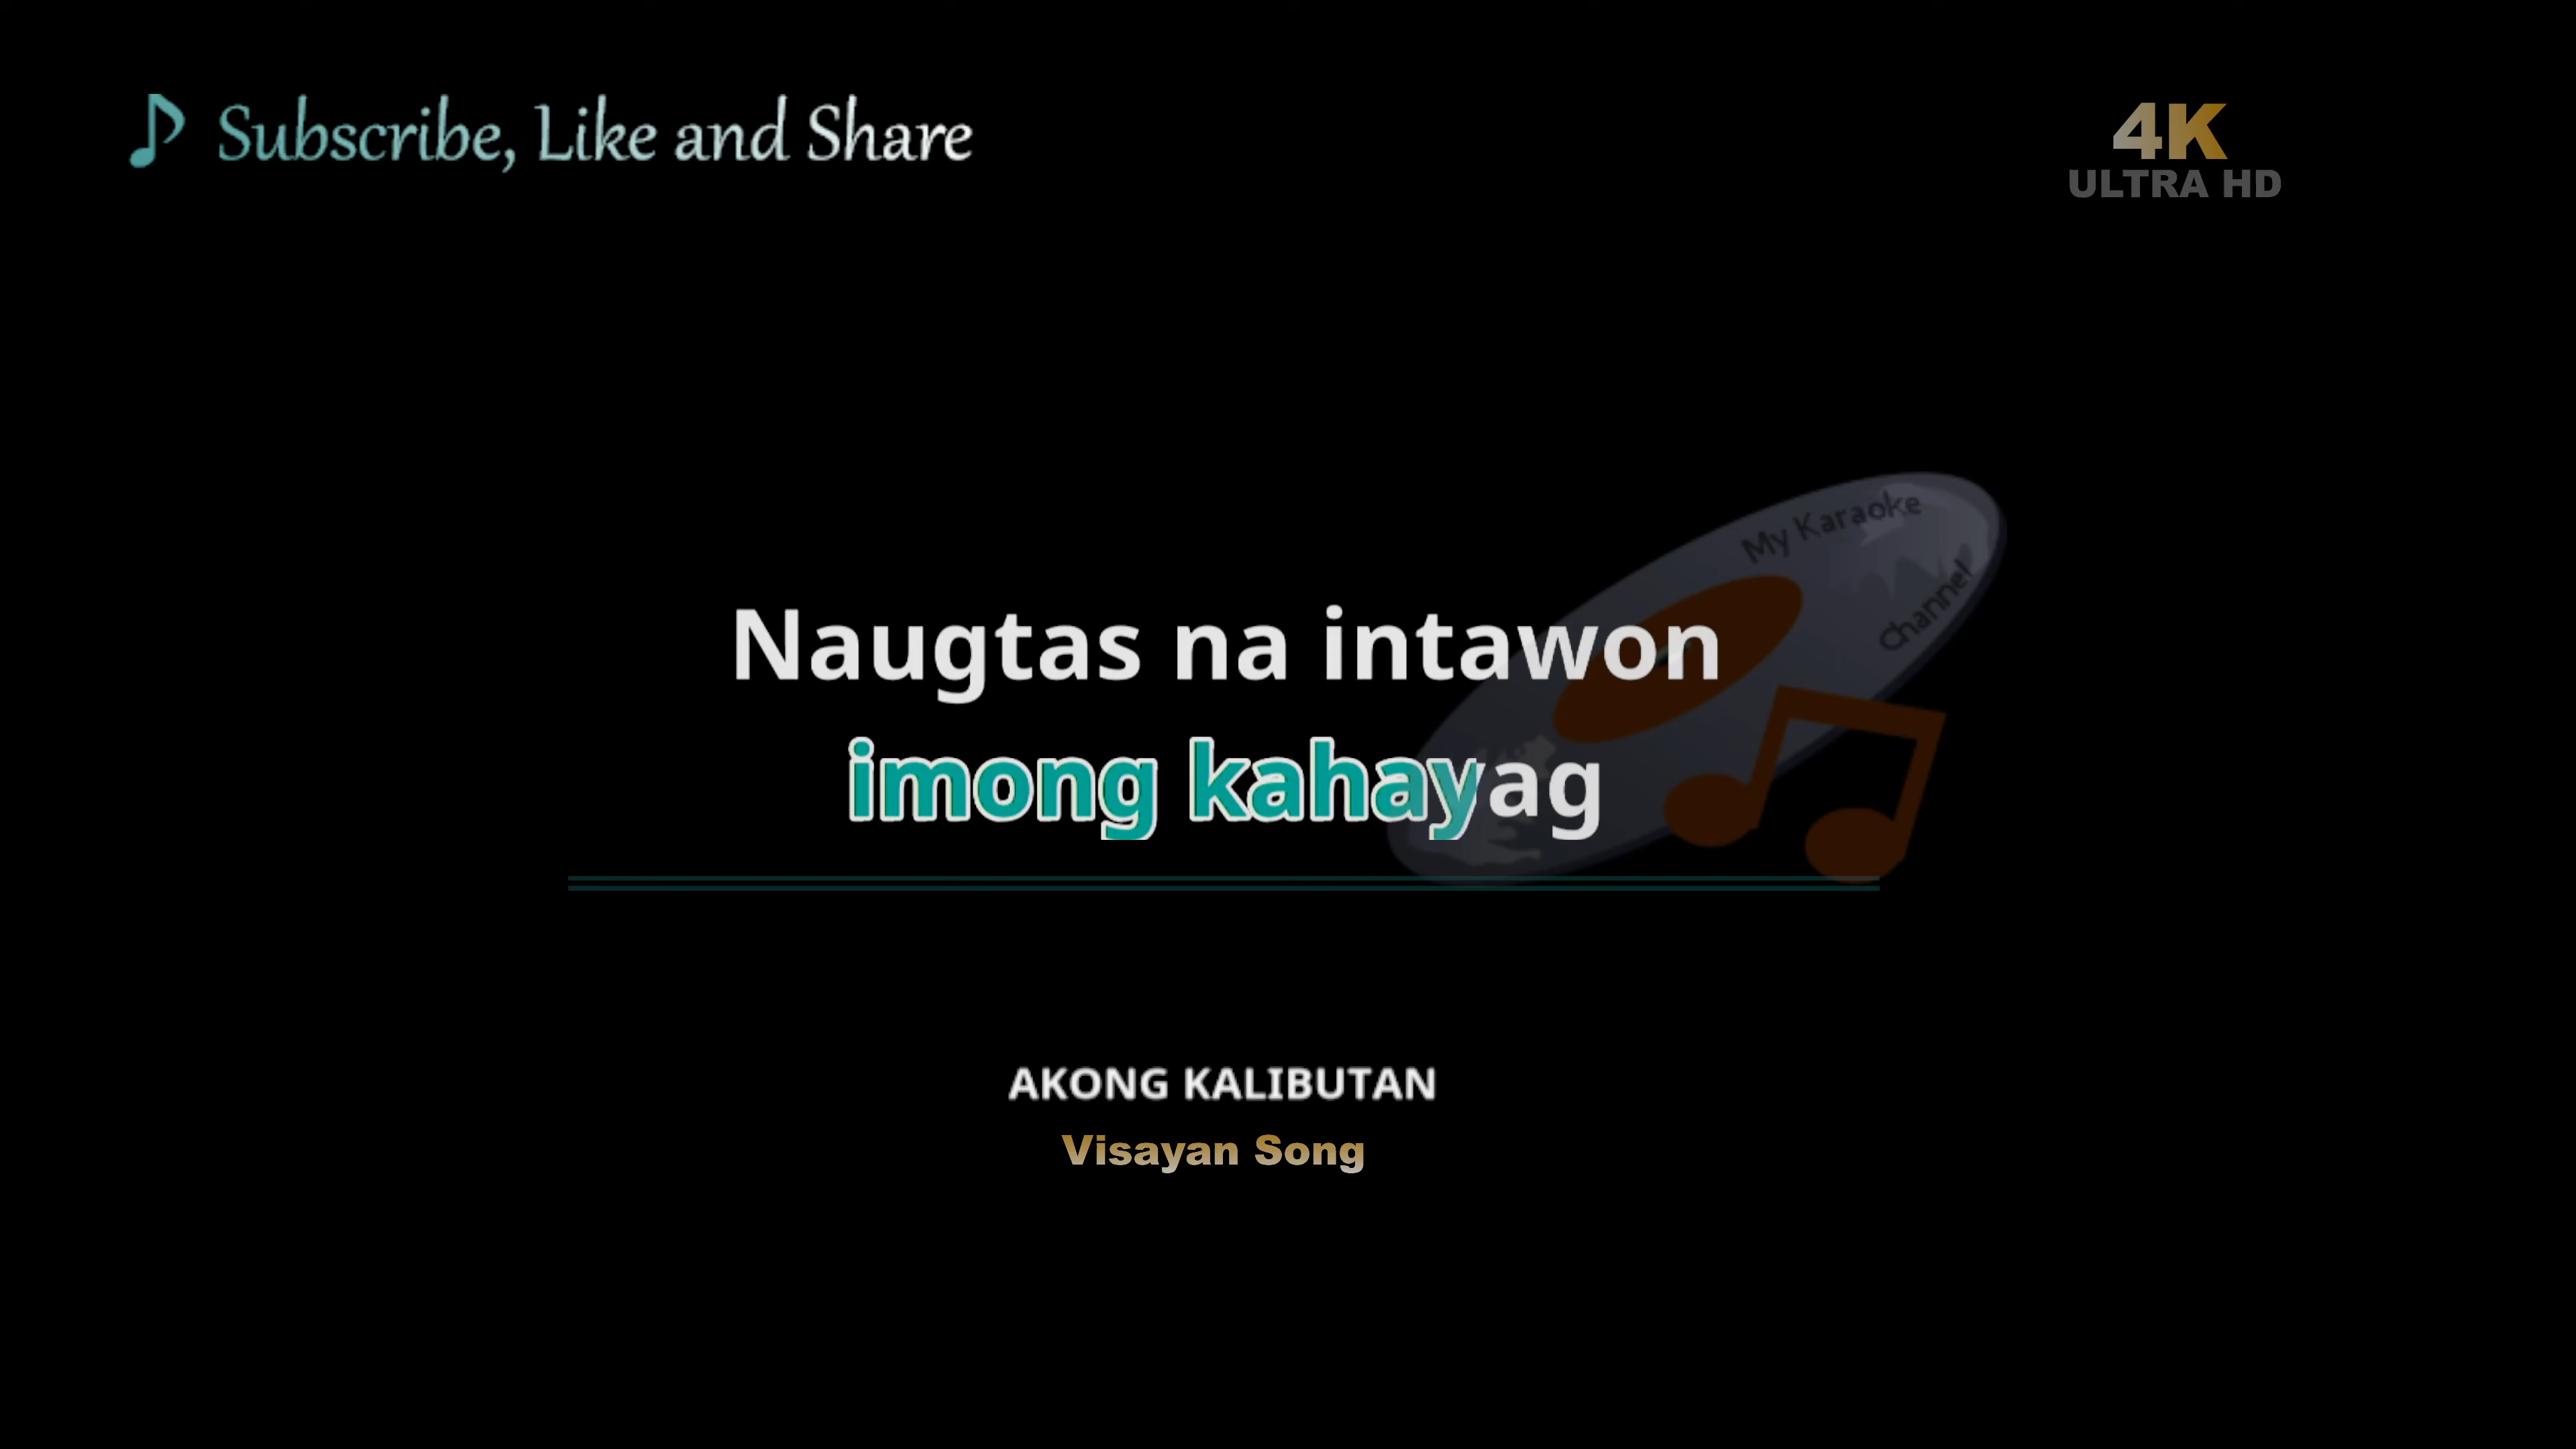 Subscribe, Like and Share
4K
ULTRA HD
My Karaoke
channel
Naugtas na intawon
imong kahayag
AKONG KALIBUTAN
Visayan Song